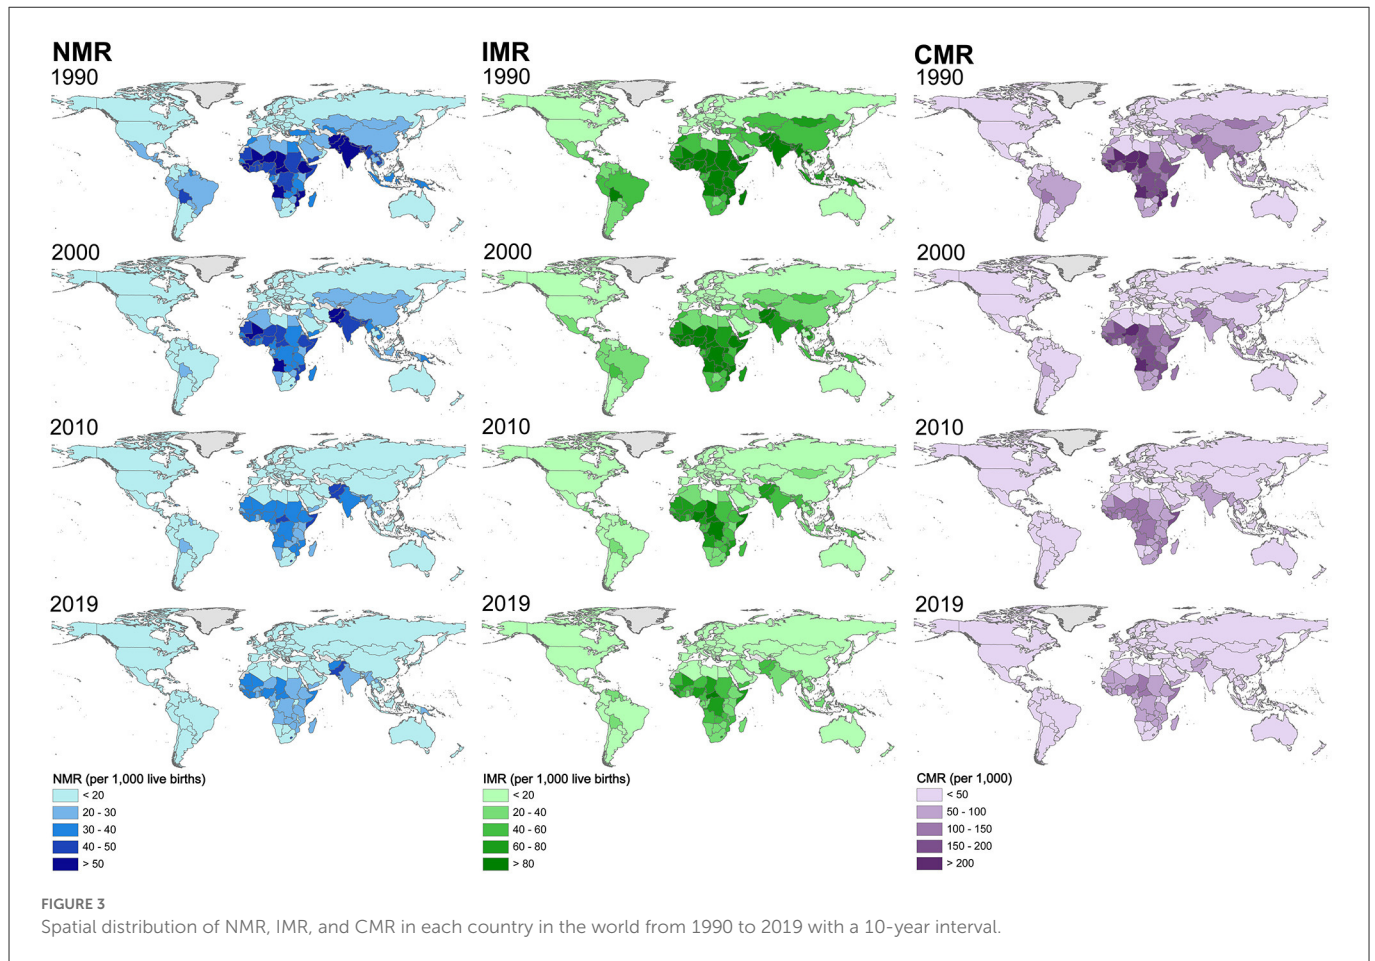 NMR
1990
2000
2010
2019
NMR (per 1,000 live births)
< 20
20 - 30
30 - 40
40 - 50
> 50
IMR
1990
2000
2010
2019
IMR (per 1,000 live births)
< 20
20 - 40
40 - 60
60 - 80
> 80
CMR
1990
2000
2010
2019
CMR (per 1,000)
< 50
50 - 100
100 - 150
150 - 200
> 200
FIGURE 3
Spatial distribution of NMR, IMR, and CMR in each country in the world from 1990 to 2019 with a 10-year interval.